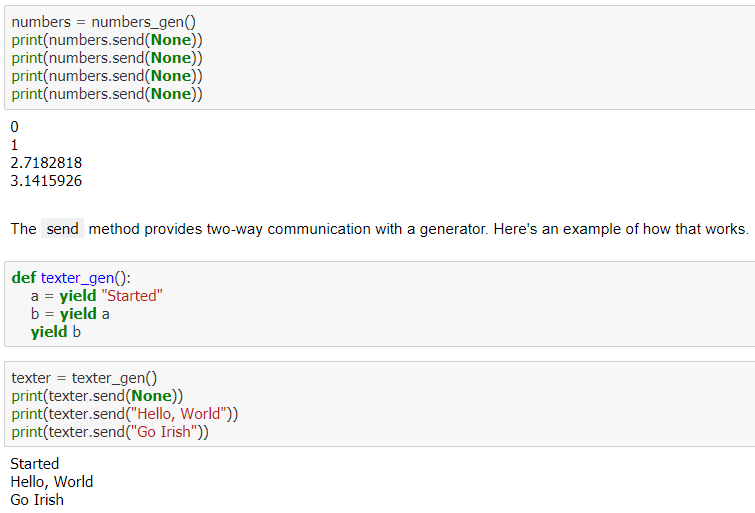 numbers = numbers_gen()
print(numbers.send(None))
print(numbers.send(None))
print(numbers.send(None))
print(numbers.send(None))
0
1
2.7182818
3.1415926
The send method provides two-way communication with a generator. Here's an example of how that works.
def texter_gen():
    a = yield "Started"
    b = yield a
    yield b
texter = texter_gen()
print(texter.send(None))
print(texter.send("Hello, World"))
print(texter.send("Go Irish"))
Started
Hello, World
Go Irish